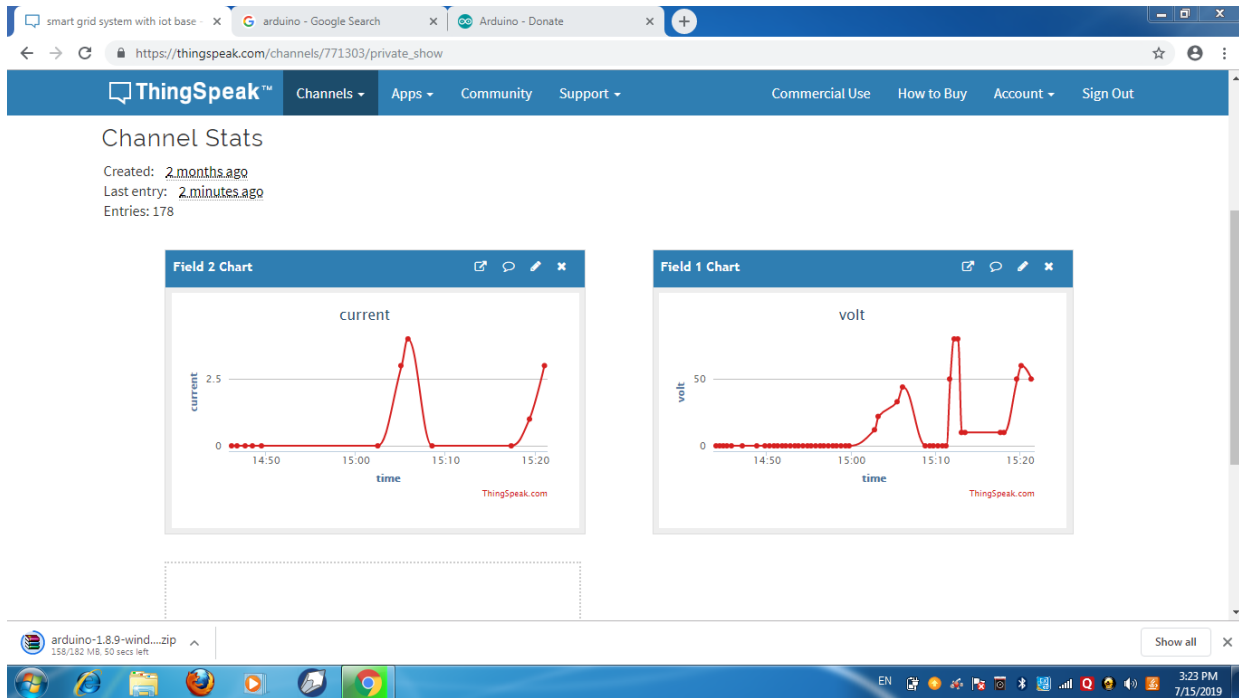 smart grid system with iot base
arduino - Google Search
Arduino - Donate
https://thingspeak.com/channels/771303/private_show
ThingSpeak™
Channels
Apps
Community
Support
Commercial Use
How to Buy
Account
Sign Out
Channel Stats
Created: 2 months ago
Last entry: 2 minutes ago
Entries: 178
Field 2 Chart
current
current
2.5
0
14:50 15:00 15:10 15:20
time
ThingSpeak.com
Field 1 Chart
volt
volt
50
0
14:50 15:00 15:10 15:20
time
ThingSpeak.com
arduino-1.8.9-wind....zip
158/182 MB, 50 secs left
Show all
EN
3:23 PM
7/15/2019